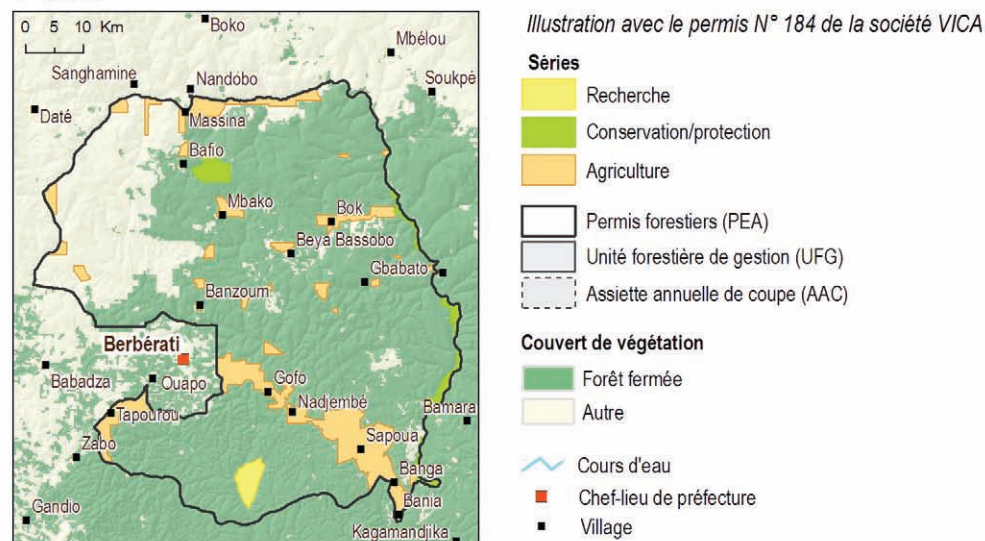 0 5 10 Km
Boko
Mbélou
Sanghamine
Nandobo
Soukpé
Daté
Massina
Bafio
Mbako
Bok
Beya Bassobo
Gbabato
Banzoum
Berbérati
Babadza
Ouapo
Gofo
Nadjembé
Bamara
Tapourou
Sapoua
Zabo
Banga
Bania
Gandio
Kagamandjika
Illustration avec le permis N° 184 de la société VICA
Séries
Recherche
Conservation/protection
Agriculture
Permis forestiers (PEA)
Unité forestière de gestion (UFG)
Assiette annuelle de coupe (AAC)
Couvert de végétation
Forêt fermée
Autre
Cours d'eau
Chef-lieu de préfecture
Village